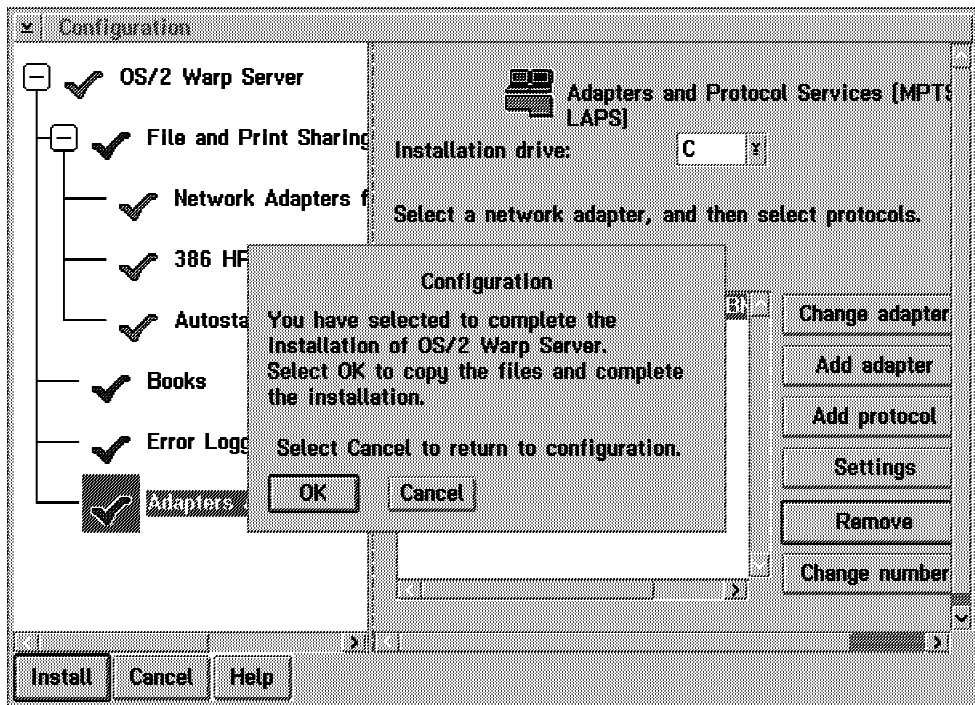 Configuration
OS/2 Warp Server
File and Print Sharing
Network Adapters f
386 HF
Autosta
Books
Error Logg
Adapters
Adapters and Protocol Services (MPTS
LAPS)
Installation drive:
C
Select a network adapter, and then select protocols.
Change adapter
Add adapter
Add protocol
Settings
Remove
Change number
Configuration
You have selected to complete the
Installation of OS/2 Warp Server.
Select OK to copy the files and complete
the installation.
Select Cancel to return to configuration.
OK
Cancel
Install
Cancel
Help